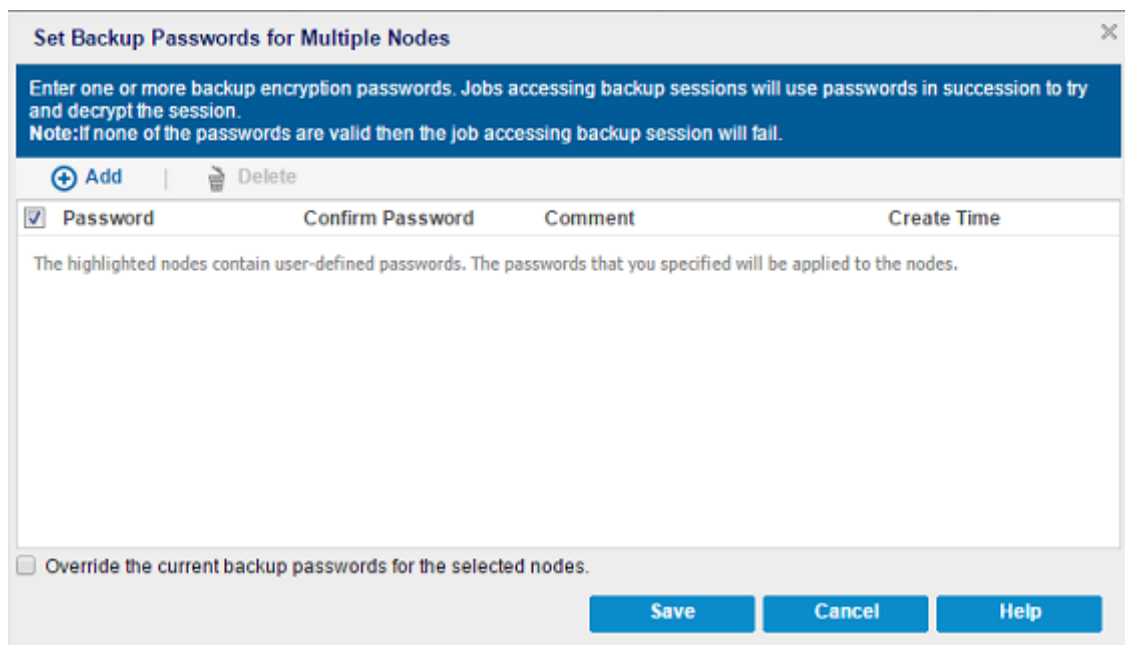 Set Backup Passwords for Multiple Nodes
Enter one or more backup encryption passwords. Jobs accessing backup sessions will use passwords in succession to try
and decrypt the session.
Note:If none of the passwords are valid then the job accessing backup session will fail.
Add | Delete
Password Confirm Password Comment Create Time
The highlighted nodes contain user-defined passwords. The passwords that you specified will be applied to the nodes.
Override the current backup passwords for the selected nodes.
Save Cancel Help